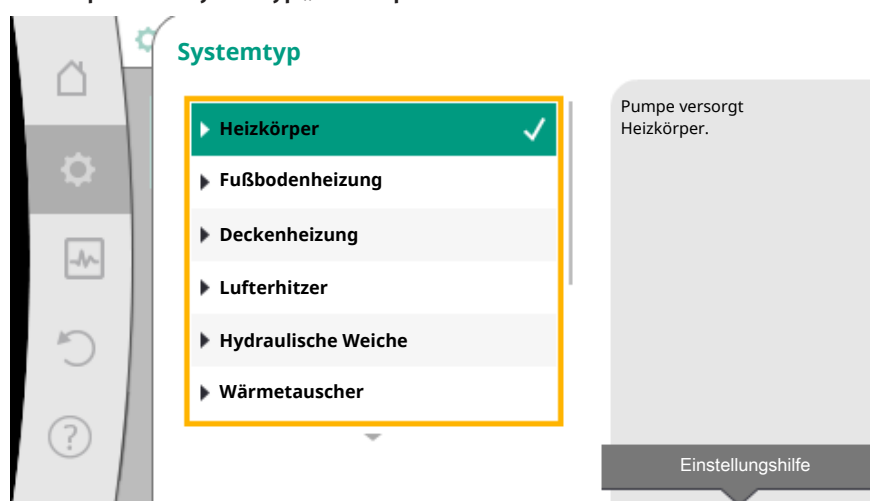 Systemtyp
Heizkörper
Fußbodenheizung
Deckenheizung
Lufterhitzer
Hydraulische Weiche
Wärmetauscher
Pumpe versorgt
Heizkörper.
Einstellungshilfe
?